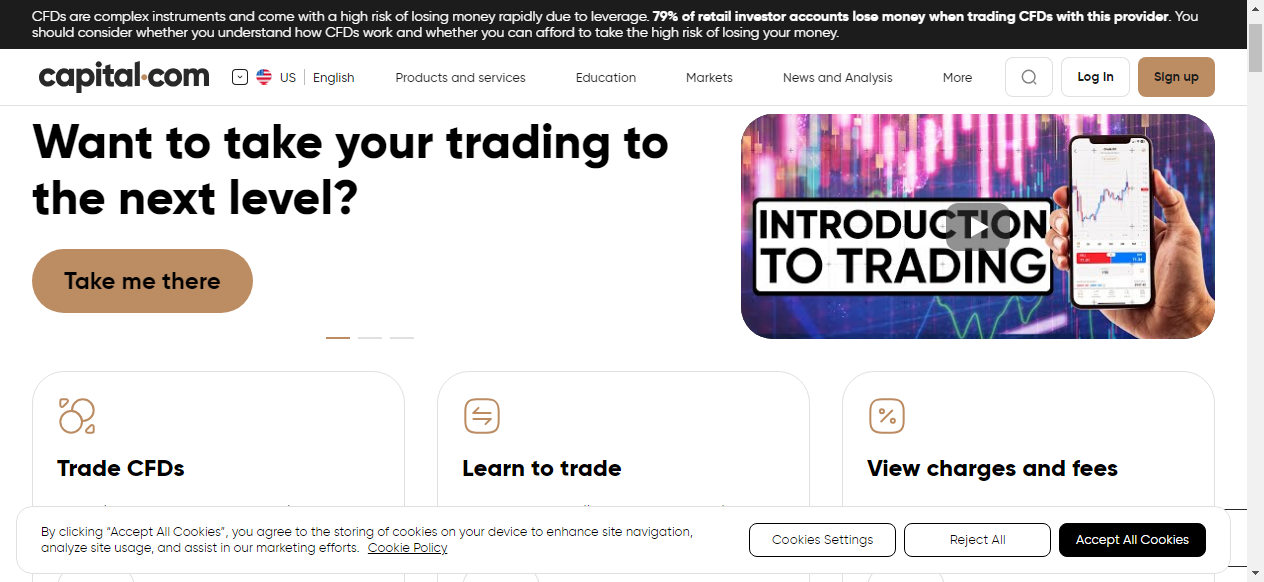 CFDs are complex instruments and come with a high risk of losing money rapidly due to leverage. 79% of retail investor accounts lose money when trading CFDs with this provider. You
should consider whether you understand how CFDs work and whether you can afford to take the high risk of losing your money.
capital.com
US English Products and services Education Markets News and Analysis More Log In Sign up
Want to take your trading to
the next level?
Take me there
INTRODUCTION
TO TRADING
Trade CFDs Learn to trade View charges and fees
By clicking “Accept All Cookies”, you agree to the storing of cookies on your device to enhance site navigation,
analyze site usage, and assist in our marketing efforts. Cookie Policy
Cookies Settings Reject All Accept All Cookies